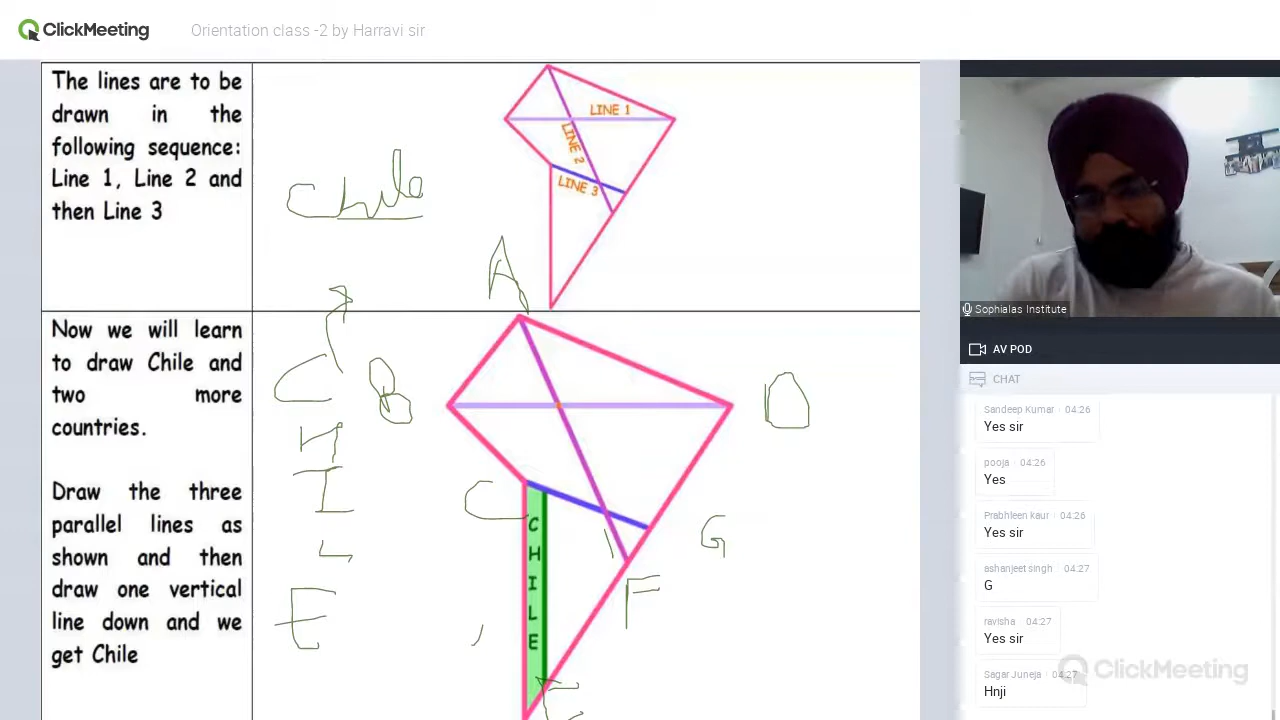 ClickMeeting
Orientation class -2 by Harravi sir
The lines are to be
drawn in the
following sequence:
Line 1, Line 2 and
then Line 3
Chile
LINE 1
LINE 2
LINE 3
A
Now we will learn
to draw Chile and
two more
countries.
Draw the three
parallel lines as
shown and then
draw one vertical
line down and we
get Chile
C
H
I
L
E
B
D
C
G
F
E
C
H
I
L
E
Sophialas Institute
AV POD
CHAT
Sandeep Kumar 04:26
Yes sir
pooja 04:26
Yes
Prabhleen kaur 04:26
Yes sir
ashanjeet singh 04:27
G
ravisha 04:27
Yes sir
Sagar Juneja 04:27
Hnji
ClickMeeting